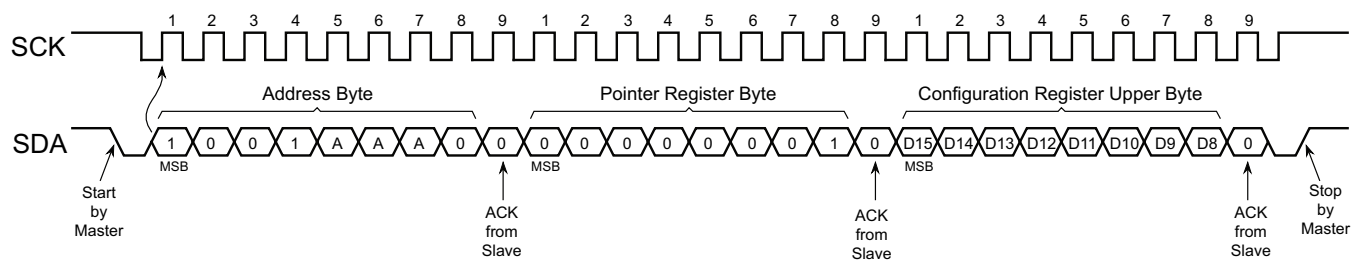 1 2 3 4 5 6 7 8 9 1 2 3 4 5 6 7 8 9 1 2 3 4 5 6 7 8 9
SCK
Address Byte Pointer Register Byte Configuration Register Upper Byte
SDA 1 0 0 1 A A A 0 0 0 0 0 0 0 0 0 1 0 D15 D14 D13 D12 D11 D10 D9 D8 0
MSB MSB MSB
Start
by
Master
ACK
from
Slave
ACK
from
Slave
ACK
from
Slave
Stop
by
Master